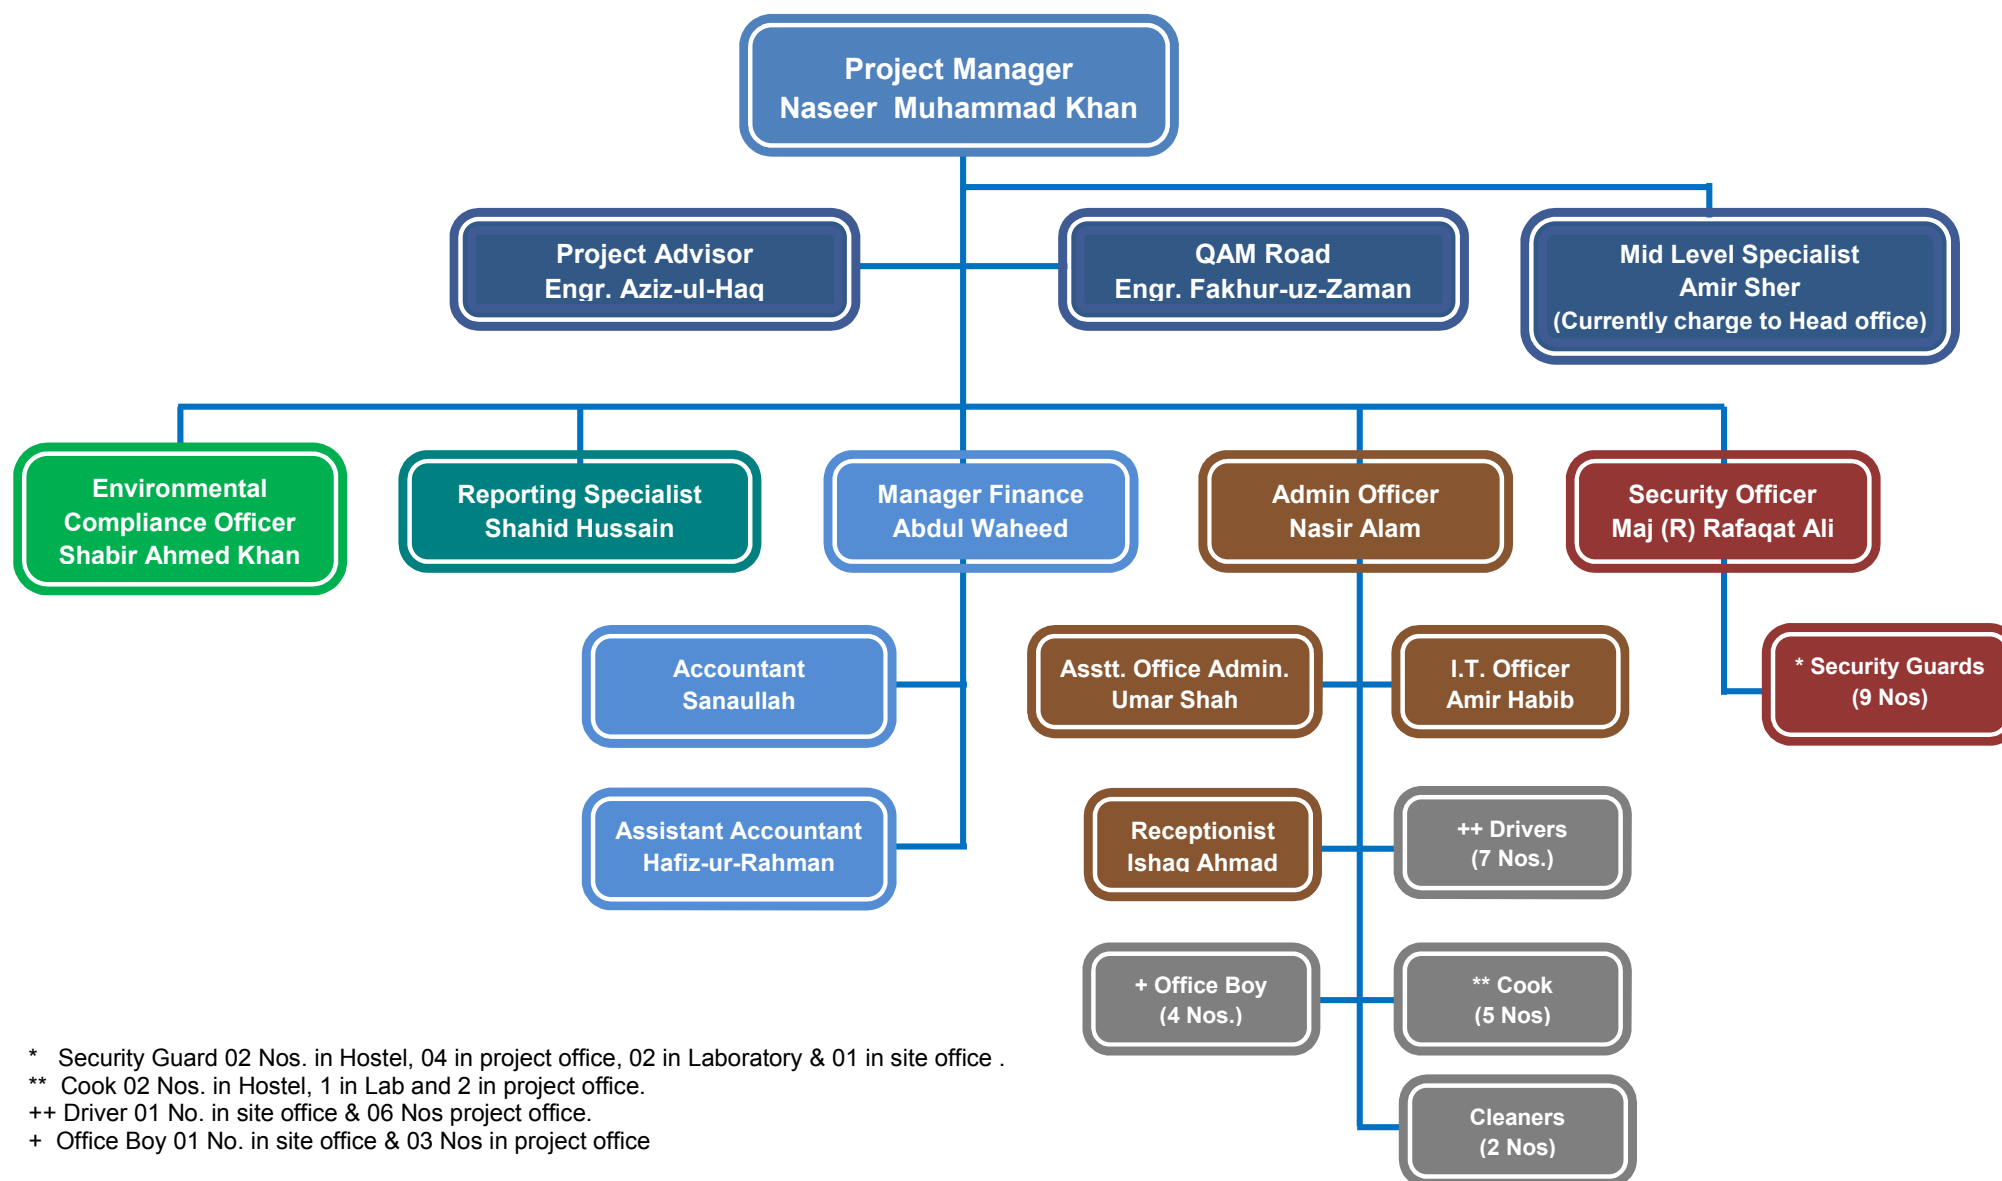 Project Manager
Naseer  Muhammad Khan
Project Advisor
Engr. Aziz-ul-Haq
QAM Road
Engr. Fakhur-uz-Zaman
Mid Level Specialist
Amir Sher
(Currently charge to Head office)
Environmental
Compliance Officer
Shabir Ahmed Khan
Reporting Specialist
Shahid Hussain
Manager Finance
Abdul Waheed
Admin Officer
Nasir Alam
Security Officer
Maj (R) Rafaqat Ali
Accountant
Sanaullah
Asstt. Office Admin.
Umar Shah
I.T. Officer
Amir Habib
* Security Guards
(9 Nos)
Assistant Accountant
Hafiz-ur-Rahman
Receptionist
Ishaq Ahmad
++ Drivers
(7 Nos.)
+ Office Boy
(4 Nos.)
** Cook
(5 Nos)
Cleaners
(2 Nos)
*   Security Guard 02 Nos. in Hostel, 04 in project office, 02 in Laboratory & 01 in site office .
**  Cook 02 Nos. in Hostel, 1 in Lab and 2 in project office.
++ Driver 01 No. in site office & 06 Nos project office.
+  Office Boy 01 No. in site office & 03 Nos in project office